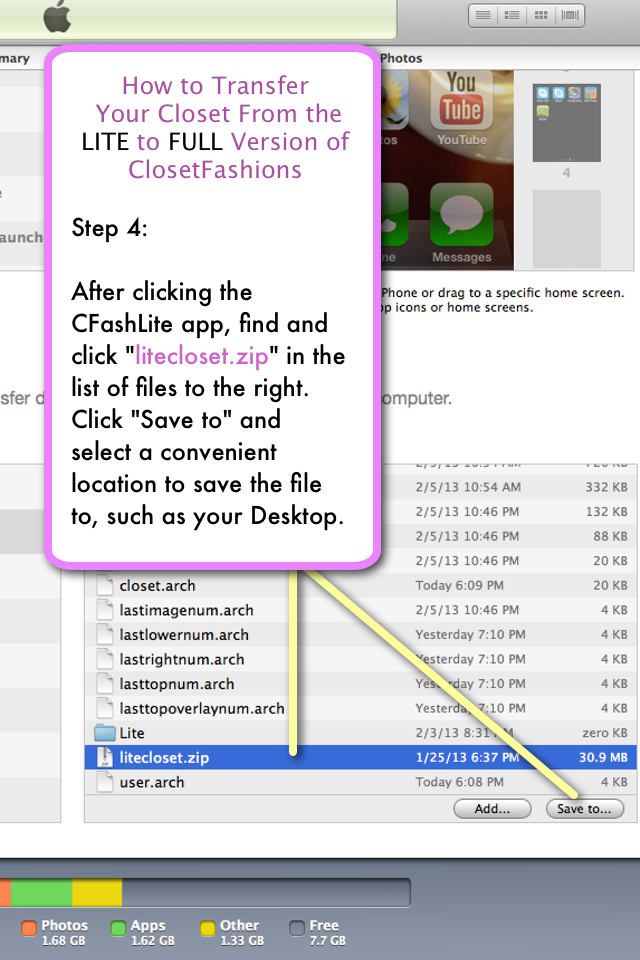 mary
Photos
How to Transfer
Your Closet From the
LITE to FULL Version of
ClosetFashions
Step 4:
After clicking the
CFashLite app, find and
click "litecloset.zip" in the
list of files to the right.
Click "Save to" and
select a convenient
location to save the file
to, such as your Desktop.
You
Tube
tos
YouTube
4
aunch
ne
Messages
Phone or drag to a specific home screen.
pp icons or home screens.
sfer d
omputer.
2/5/13 10:54 AM 332 KB
2/5/13 10:46 PM 132 KB
2/5/13 10:46 PM 88 KB
2/5/13 10:46 PM 20 KB
closet.arch Today 6:09 PM 20 KB
lastimagenum.arch 2/5/13 10:46 PM 4 KB
lastlowernum.arch Yesterday 7:10 PM 4 KB
lastrightnum.arch Yesterday 7:10 PM 4 KB
lasttopnum.arch Yesterday 7:10 PM 4 KB
lasttopoverlaynum.arch Yesterday 7:10 PM 4 KB
Lite 2/3/13 8:31 PM zero KB
litecloset.zip 1/25/13 6:37 PM 30.9 MB
user.arch Today 6:08 PM 4 KB
Add... Save to...
Photos Apps Other Free
1.68 GB 1.62 GB 1.33 GB 7.7 GB